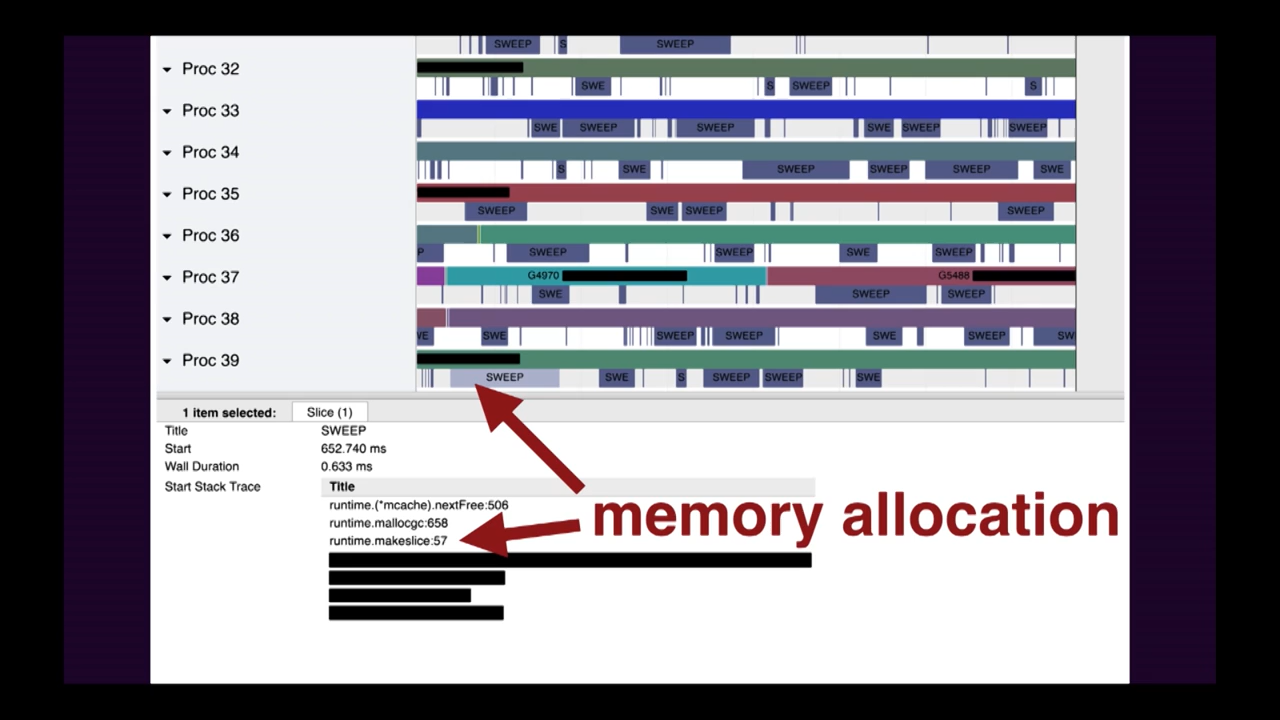 SWEEP S SWEEP
Proc 32
SWE S SWEEP S
Proc 33
SWE SWEEP SWEEP SWE SWEEP SWEEP
Proc 34
S SWE SWEEP SWEEP SWEEP SWE
Proc 35
SWEEP SWE SWEEP SWEEP
Proc 36
P SWEEP SWEEP SWE SWEEP
Proc 37 G4970 G5488
SWE SWEEP SWEEP
Proc 38
WE SWE SWEEP SWEEP SWE SWEEP SW
Proc 39
SWEEP SWE S SWEEP SWEEP SWE
1 item selected: Slice (1)
Title SWEEP
Start 652.740 ms
Wall Duration 0.633 ms
Start Stack Trace Title
runtime.(*mcache).nextFree:506
runtime.mallocgc:658
runtime.makeslice:57
memory allocation